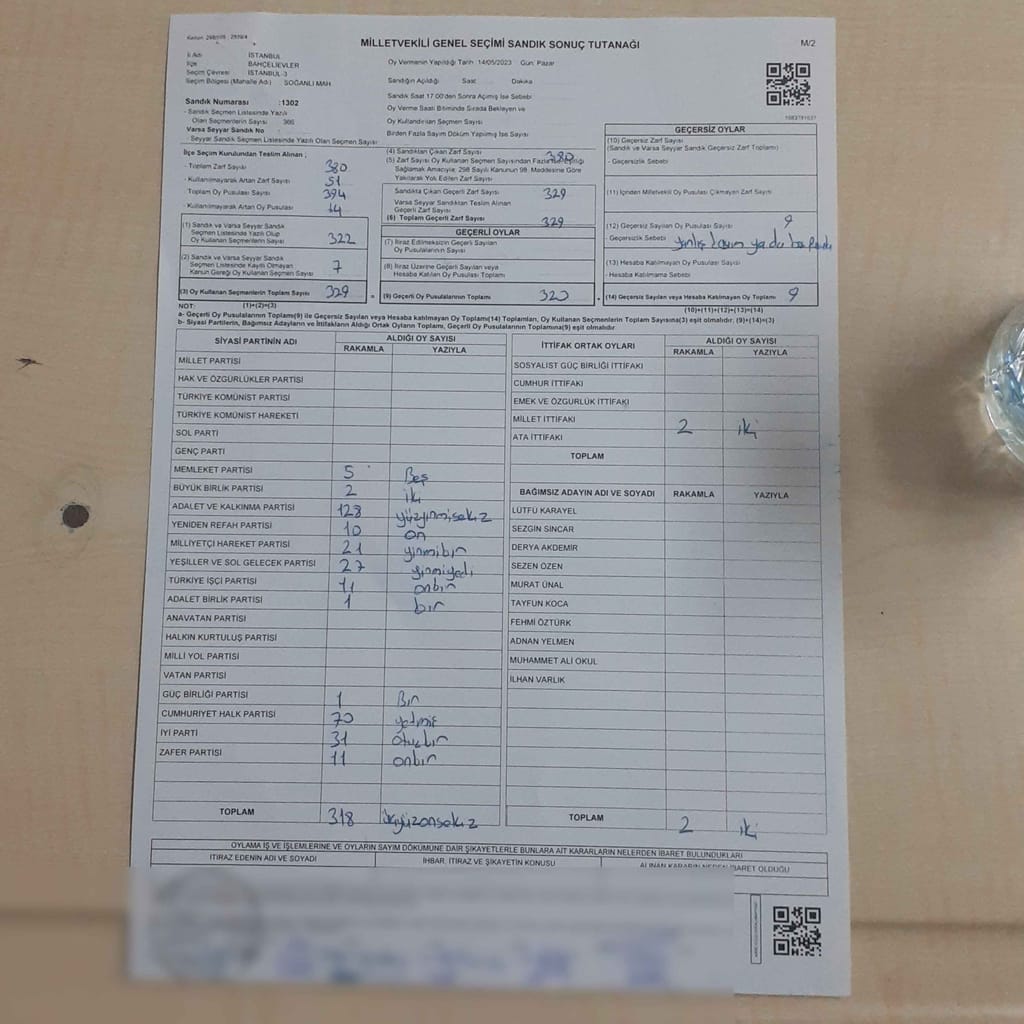 MİLLETVEKİLİ GENEL SEÇİMİ SANDIK SONUÇ TUTANAĞI
M/2
İl Adı İSTANBUL
İlçe BAHÇELİEVLER
Seçim Çevresi İSTANBUL-3
Seçim Bölgesi (Mahalle Adı) SOĞANLI MAH
Sandık Numarası :1302
- Sandık Seçmen Listesinde Yazılı
Olan Seçmenlerin Sayısı 366
Varsa Seyyar Sandık No
- Seyyar Sandık Seçmen Listesinde Yazılı Olan Seçmen Sayısı
Oy Vermenin Yapıldığı Tarih 14/05/2023 Gün: Pazar
Sandığın Açıldığı Saat Dakika
Sandık Saat 17:00'den Sonra Açılmış İse Sebebi
Oy Verme Saati Bitiminde Sırada Bekleyen ve
Oy Kullandırılan Seçmen Sayısı
Birden Fazla Sayım Döküm Yapılmış İse Sayısı
İlçe Seçim Kurulundan Teslim Alınan ;
- Toplam Zarf Sayısı 380
- Kullanılmayarak Artan Zarf Sayısı 51
- Toplam Oy Pusulası Sayısı 394
- Kullanılmayarak Artan Oy Pusulası
(1) Sandık ve Varsa Seyyar Sandık
Seçmen Listesinde Yazılı Olup
Oy Kullanan Seçmenlerin Sayısı 322
(2) Sandık ve Varsa Seyyar Sandık
Seçmen Listesinde Kayıtlı Olmayan
Kanun Gereği Oy Kullanan Seçmen Sayısı 7
(3) Oy Kullanan Seçmenlerin Toplam Sayısı 329
(1)+(2)=(3)
(4) Sandıktan Çıkan Zarf Sayısı 380
(5) Zarf Sayısı Oy Kullanan Seçmen Sayısından Fazla İse, Eşitliği
Sağlamak Amacıyla; 298 Sayılı Kanunun 98. Maddesine Göre
Yakılarak Yok Edilen Zarf Sayısı
Sandıkta Çıkan Geçerli Zarf Sayısı 329
Varsa Seyyar Sandıktan Teslim Alınan
Geçerli Zarf Sayısı
(6) Toplam Geçerli Zarf Sayısı 329
GEÇERLİ OYLAR
(7) İtiraz Edilmeksizin Geçerli Sayılan
Oy Pusulalarının Sayısı
(8) İtiraz Üzerine Geçerli Sayılan veya
Hesaba Katılan Oy Pusulası Toplamı
(9) Geçerli Oy Pusulalarının Toplamı 320
GEÇERSİZ OYLAR
(10) Geçersiz Zarf Sayısı
(Sandık ve Varsa Seyyar Sandık Geçersiz Zarf Toplamı)
- Geçersizlik Sebebi
(11) İçinden Milletvekili Oy Pusulası Çıkmayan Zarf Sayısı
(12) Geçersiz Sayılan Oy Pusulası Sayısı 9
- Geçersizlik Sebebi
(13) Hesaba Katılmayan Oy Pusulası Sayısı
- Hesaba Katılmama Sebebi
(14) Geçersiz Sayılan veya Hesaba Katılmayan Oy Pusulası Toplamı 9
(10)+(11)+(12)+(13)=(14)
NOT:
a- Geçerli Oy Pusulalarının Toplamı(9) ile Geçersiz Sayılan veya Hesaba katılmayan Oy Pusulası Toplamı(14) Toplamları, Oy Kullanan Seçmenlerin Toplam Sayısına(3) eşit olmalıdır. (9)+(14)=(3)
b- Siyasi Partilerin, Bağımsız Adayların ve İttifakların Aldığı Ortak Oyların Toplamı, Geçerli Oy Pusulalarının Toplamına(9) eşit olmalıdır
SİYASİ PARTİNİN ADI ALDIĞI OY SAYISI
RAKAMLA YAZIYLA
MİLLET PARTİSİ
HAK VE ÖZGÜRLÜKLER PARTİSİ
TÜRKİYE KOMÜNİST PARTİSİ
TÜRKİYE KOMÜNİST HAREKETİ
SOL PARTİ
GENÇ PARTİ
MEMLEKET PARTİSİ 5 Beş
BÜYÜK BİRLİK PARTİSİ 2 iki
ADALET VE KALKINMA PARTİSİ 128 yüzyirmisekiz
YENİDEN REFAH PARTİSİ 10 on
MİLLİYETÇİ HAREKET PARTİSİ 21 yirmibir
YEŞİLLER VE SOL GELECEK PARTİSİ 27 yirmiyedi
TÜRKİYE İŞÇİ PARTİSİ 11 onbir
ADALET BİRLİK PARTİSİ 1 bir
ANAVATAN PARTİSİ
HALKIN KURTULUŞ PARTİSİ
MİLLİ YOL PARTİSİ
VATAN PARTİSİ
GÜÇ BİRLİĞİ PARTİSİ 1 Bir
CUMHURİYET HALK PARTİSİ 70 yetmiş
İYİ PARTİ 31 otuzbir
ZAFER PARTİSİ 11 onbir
TOPLAM 318 üçyüzonsekiz
İTTİFAK ORTAK OYLARI ALDIĞI OY SAYISI
RAKAMLA YAZIYLA
SOSYALİST GÜÇ BİRLİĞİ İTTİFAKI
CUMHUR İTTİFAKI
EMEK VE ÖZGÜRLÜK İTTİFAKI
MİLLET İTTİFAKI 2 iki
ATA İTTİFAKI
TOPLAM
BAĞIMSIZ ADAYIN ADI VE SOYADI RAKAMLA YAZIYLA
LÜTFÜ KARAYEL
SEZGİN SİNCAR
DERYA AKDEMİR
SEZEN ÖZEN
MURAT ÜNAL
TAYFUN KOCA
FEHMİ ÖZTÜRK
ADNAN YELMEN
MUHAMMET ALİ OKUL
İLHAN VARLIK
TOPLAM 2 iki
OYLAMA İŞ VE İŞLEMLERİNE VE OYLARIN SAYIM DÖKÜMÜNE DAİR ŞİKAYETLERLE BUNLARA AİT KARARLARIN NELERDEN İBARET BULUNDUKLARI
İTİRAZ EDENİN ADI VE SOYADI
İHBAR, İTİRAZ VE ŞİKAYETİN KONUSU
ALINAN KARARIN NEDEN İBARET OLDUĞU